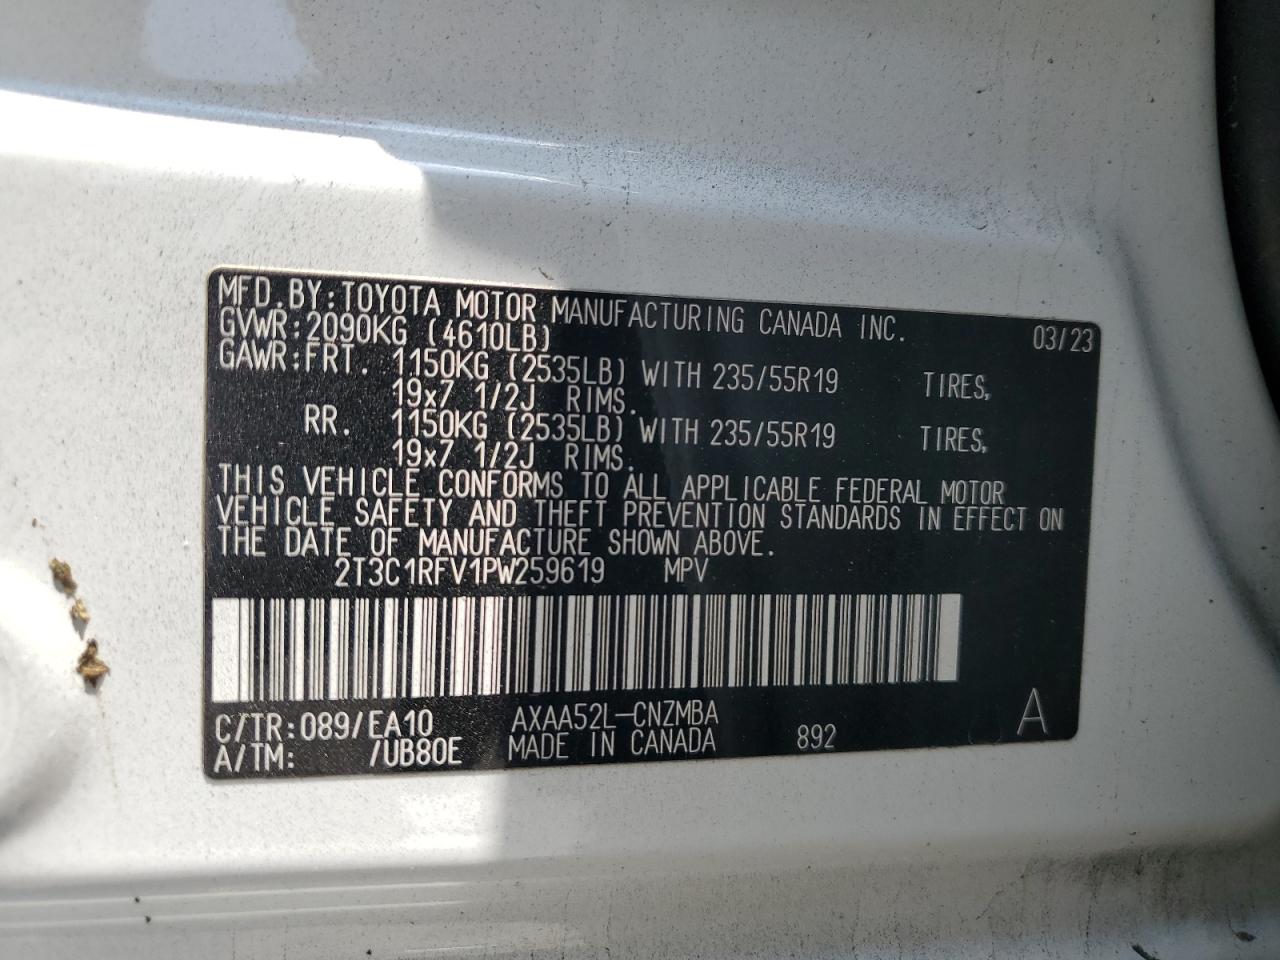 MFD.BY:TOYOTA MOTOR MANUFACTURING CANADA INC. 03/23
GVWR:2090KG (4610LB)
GAWR:FRT. 1150KG (2535LB) WITH 235/55R19 TIRES,
19x7 1/2J RIMS.
RR. 1150KG (2535LB) WITH 235/55R19 TIRES,
19x7 1/2J RIMS.
THIS VEHICLE CONFORMS TO ALL APPLICABLE FEDERAL MOTOR
VEHICLE SAFETY AND THEFT PREVENTION STANDARDS IN EFFECT ON
THE DATE OF MANUFACTURE SHOWN ABOVE.
2T3C1RFV1PW259619 MPV
C/TR:089/EA10 AXAA52L-CNZMBA A
A/TM: /UB80E MADE IN CANADA 892